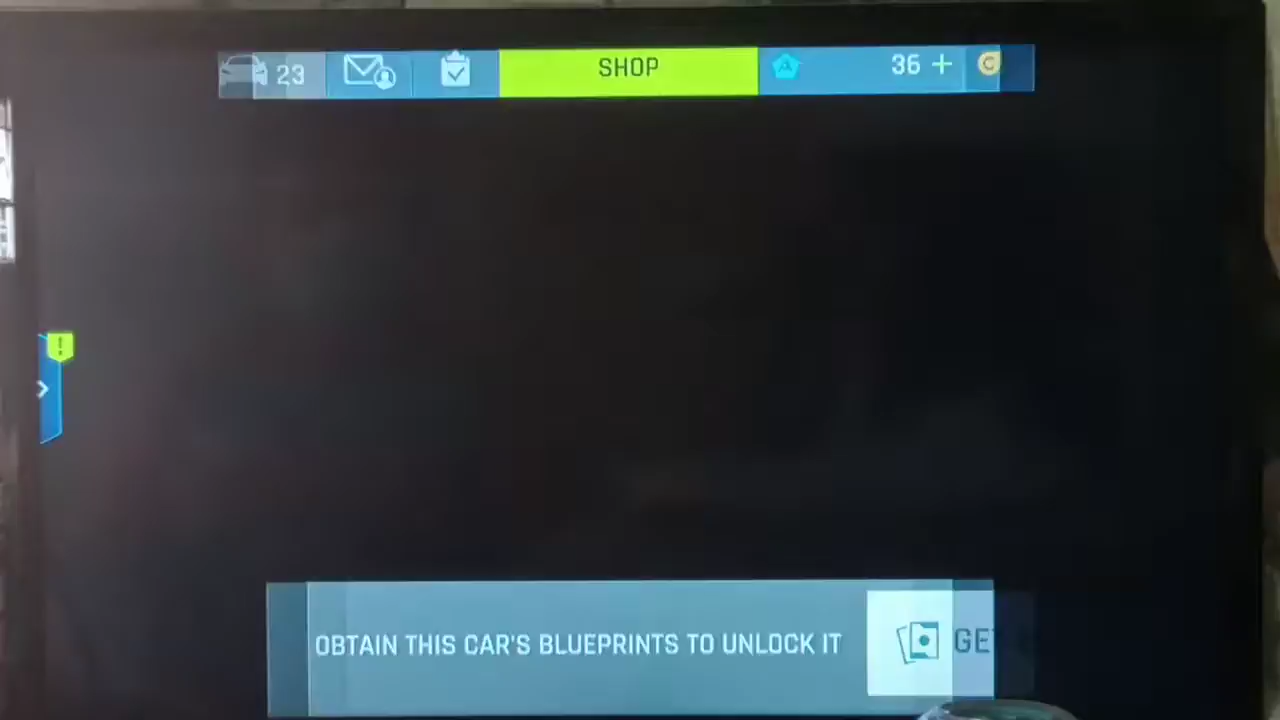 23
SHOP
36 +
!
OBTAIN THIS CAR'S BLUEPRINTS TO UNLOCK IT
GE